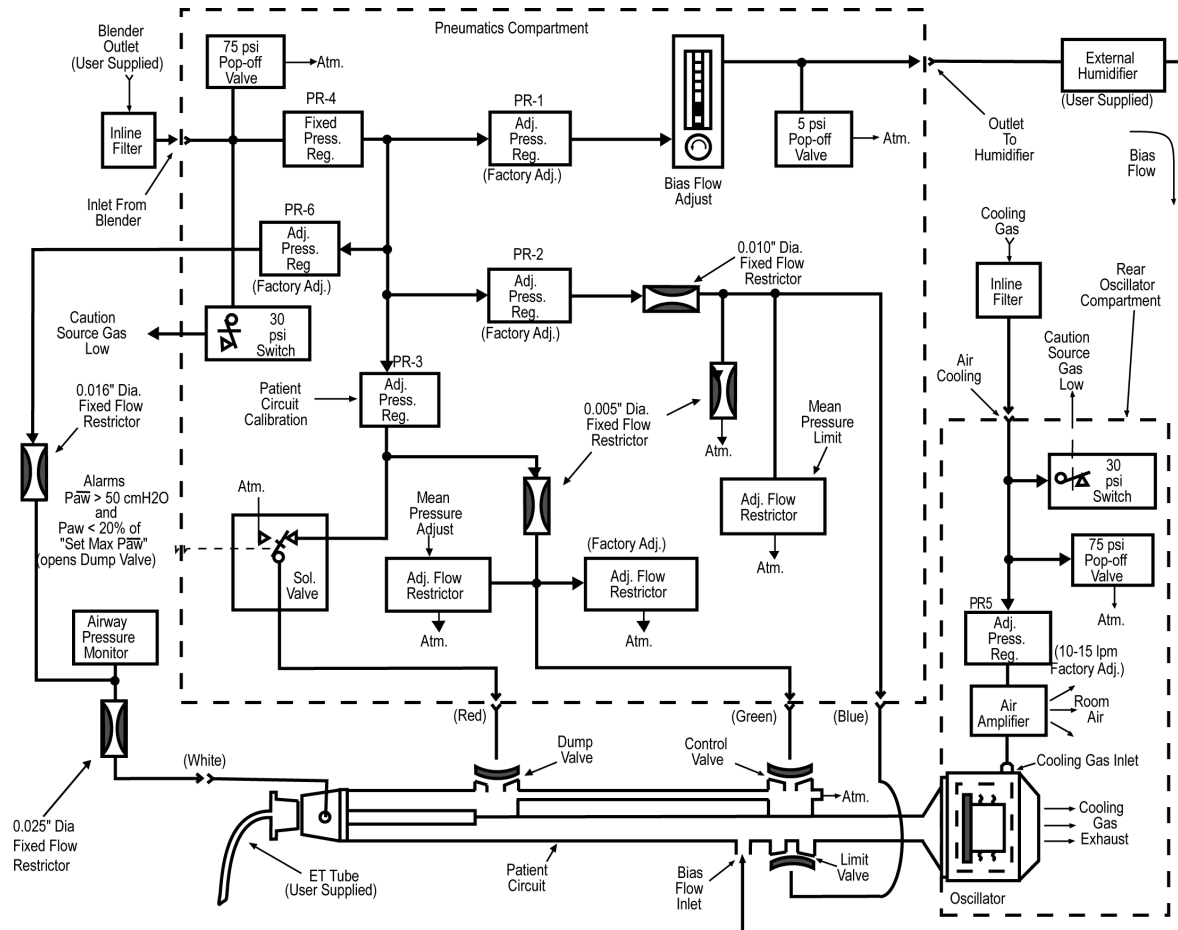 Pneumatics Compartment
Blender
Outlet
(User Supplied)
75 psi
Pop-off
Valve
Atm.
Inline
Filter
PR-4
Fixed
Press.
Reg.
PR-1
Adj.
Press.
Reg.
(Factory Adj.)
Bias Flow
Adjust
5 psi
Pop-off
Valve
Atm.
External
Humidifier
(User Supplied)
Outlet
To
Humidifier
Bias
Flow
Inlet From
Blender
PR-6
Adj.
Press.
Reg
(Factory Adj.)
PR-2
Adj.
Press.
Reg.
(Factory Adj.)
0.010" Dia.
Fixed Flow
Restrictor
Cooling
Gas
Inline
Filter
Rear
Oscillator
Compartment
Caution
Source Gas
Low
30
psi
Switch
PR-3
Adj.
Press.
Reg.
Patient
Circuit
Calibration
0.016" Dia.
Fixed Flow
Restrictor
0.005" Dia.
Fixed Flow
Restrictor
Atm.
Mean
Pressure
Limit
Air
Cooling
Caution
Source Gas
Low
30
psi
Switch
Alarms
Paw > 50 cmH2O
and
Paw < 20% of
"Set Max Paw"
(opens Dump Valve)
Atm.
Sol.
Valve
Mean
Pressure
Adjust
Adj. Flow
Restrictor
Atm.
(Factory Adj.)
Adj. Flow
Restrictor
Atm.
Adj. Flow
Restrictor
Atm.
75 psi
Pop-off
Valve
Atm.
PR5
Adj.
Press.
Reg.
(10-15 lpm
Factory Adj.)
Airway
Pressure
Monitor
Air
Amplifier
Room
Air
(Red)
(Green)
(Blue)
(White)
Dump
Valve
Control
Valve
Atm.
Cooling Gas Inlet
Cooling
Gas
Exhaust
0.025" Dia
Fixed Flow
Restrictor
ET Tube
(User Supplied)
Patient
Circuit
Bias
Flow
Inlet
Limit
Valve
Oscillator